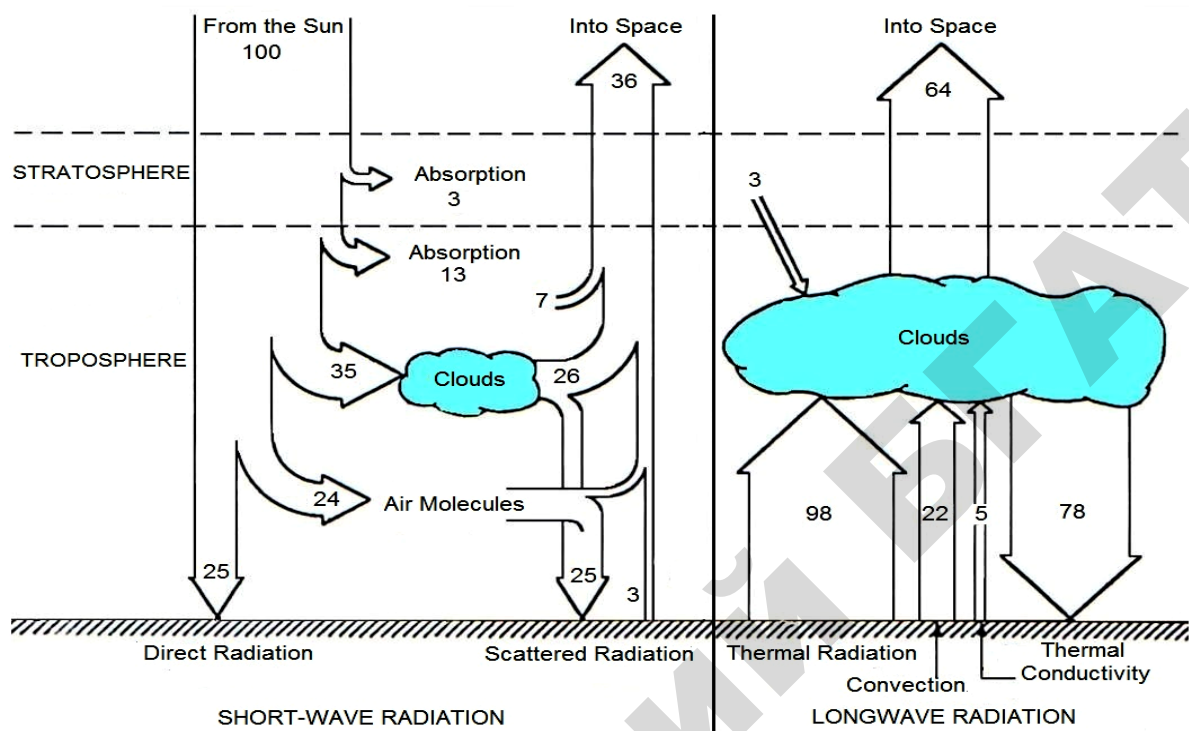 From the Sun
100
Into Space
36
Into Space
64
STRATOSPHERE
Absorption
3
3
Absorption
13
7
TROPOSPHERE
35
Clouds
26
Clouds
24
Air Molecules
98
22
5
78
25
25
3
Direct Radiation
Scattered Radiation
Thermal Radiation
Convection
Thermal
Conductivity
SHORT-WAVE RADIATION
LONGWAVE RADIATION
ИЙ БГАТ